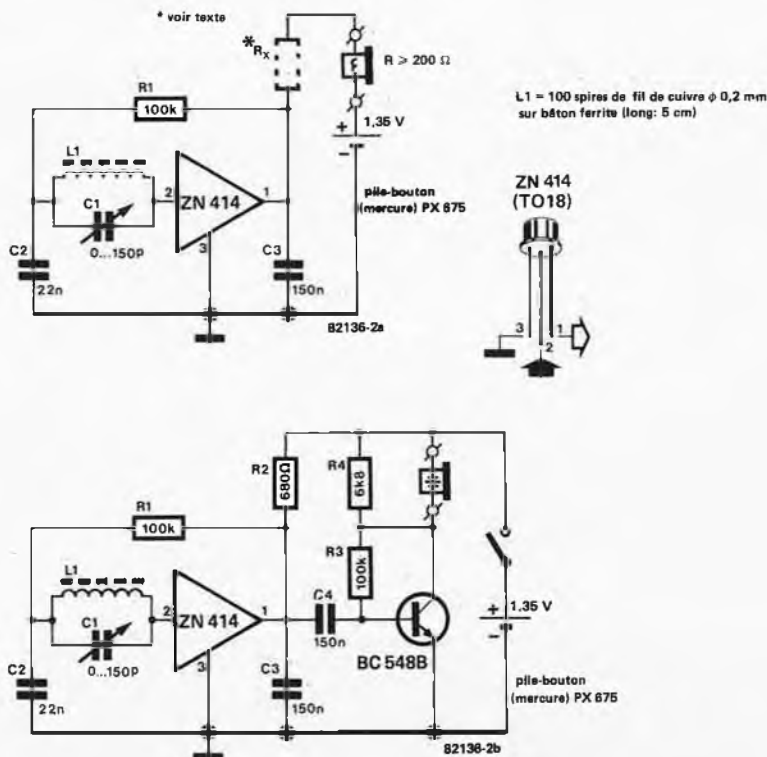 * voir texte
*Rx
R ⩾ 200 Ω
R1
100k
1,35 V
+
−
L1
C1
0...150p
2
ZN 414
1
3
pile-bouton
(mercure) PX 675
C2
22n
C3
150n
82136-2a
L1 = 100 spires de fil de cuivre ϕ 0,2 mm
sur bâton ferrite (long: 5 cm)
ZN 414
(TO18)
3
1
2
R2
680Ω
R4
6k8
R1
100k
R3
100k
L1
C1
0...150p
2
ZN 414
1
3
C4
150n
BC 548B
+
1,35 V
−
C2
22n
C3
150n
pile-bouton
(mercure) PX 675
82136-2b